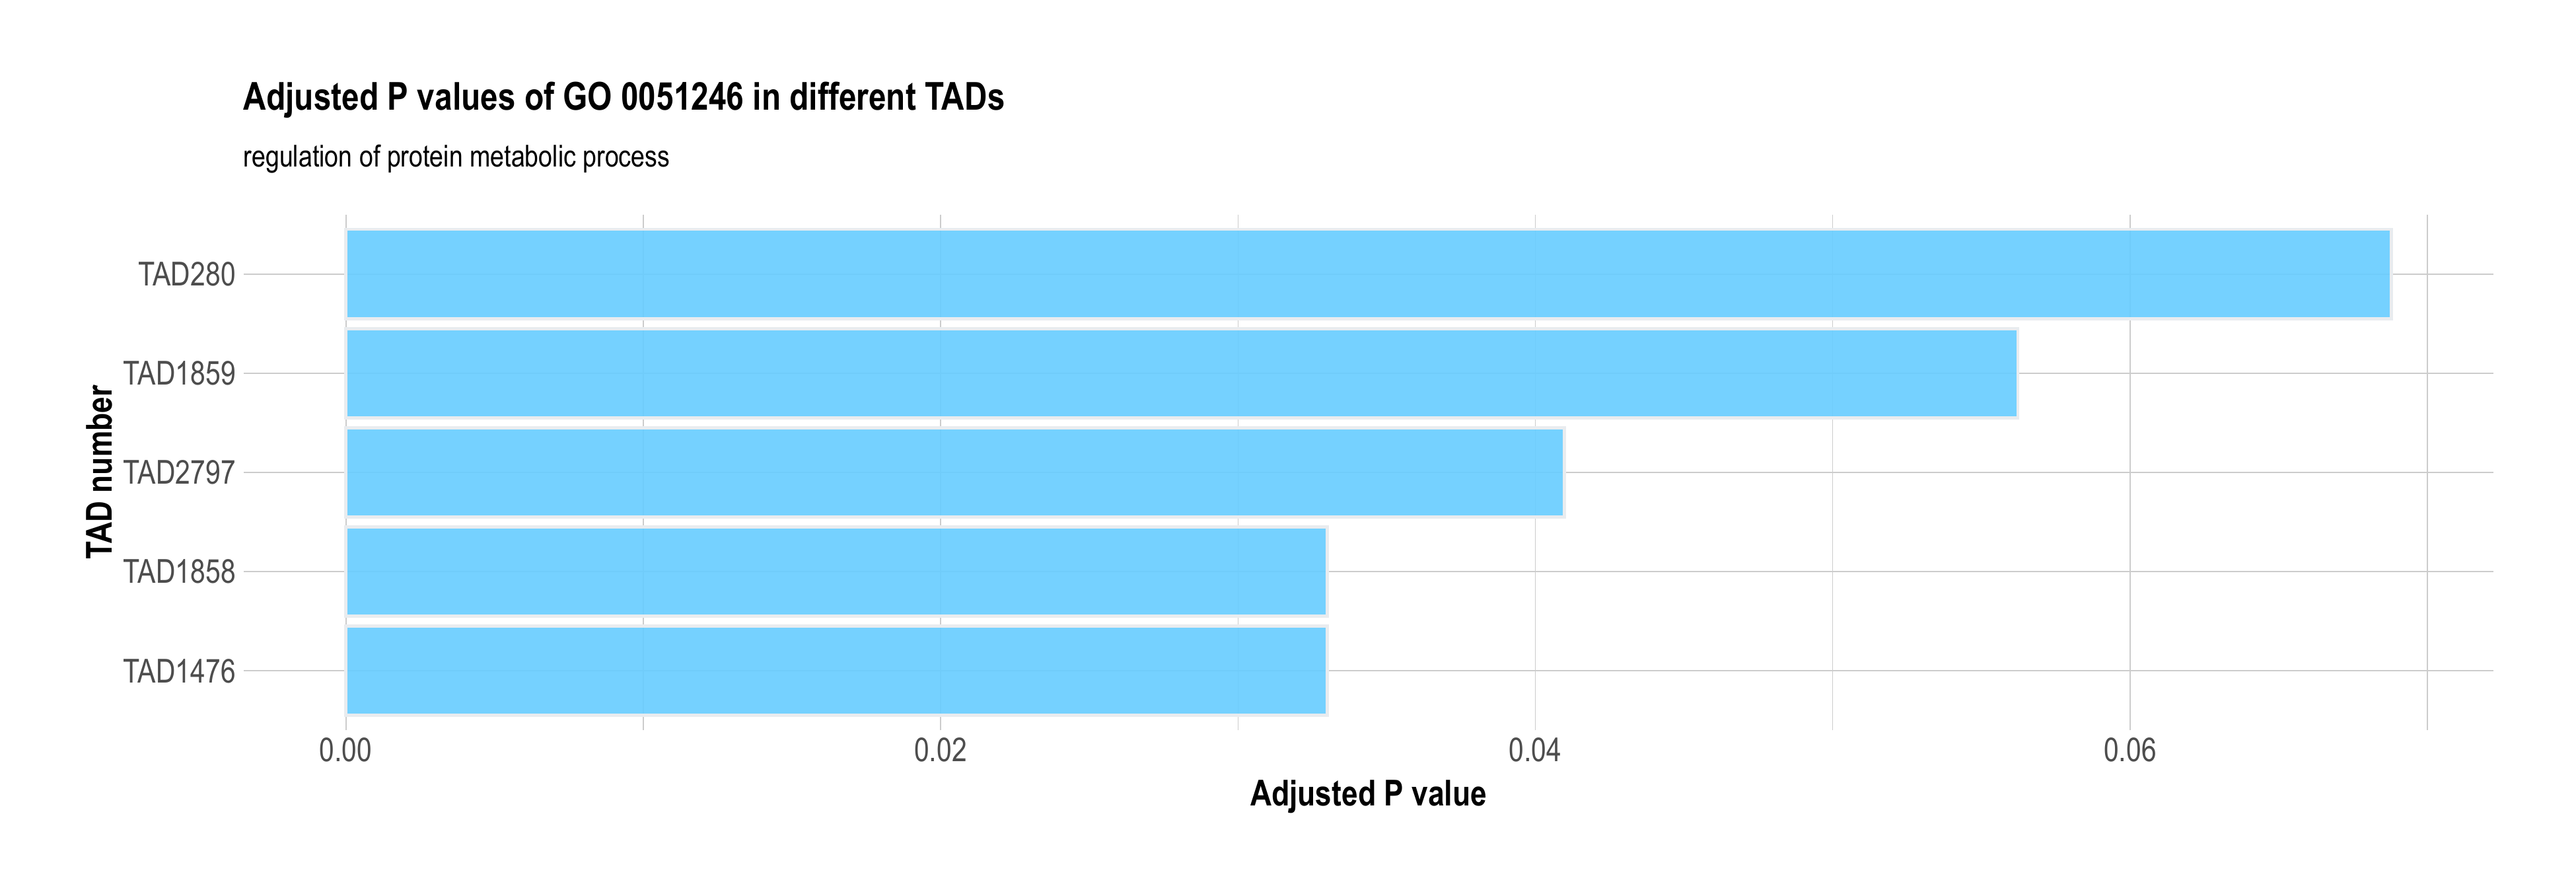 Adjusted P values of GO 0051246 in different TADs
regulation of protein metabolic process
TAD number
TAD280
TAD1859
TAD2797
TAD1858
TAD1476
0.00 0.02 0.04 0.06
Adjusted P value